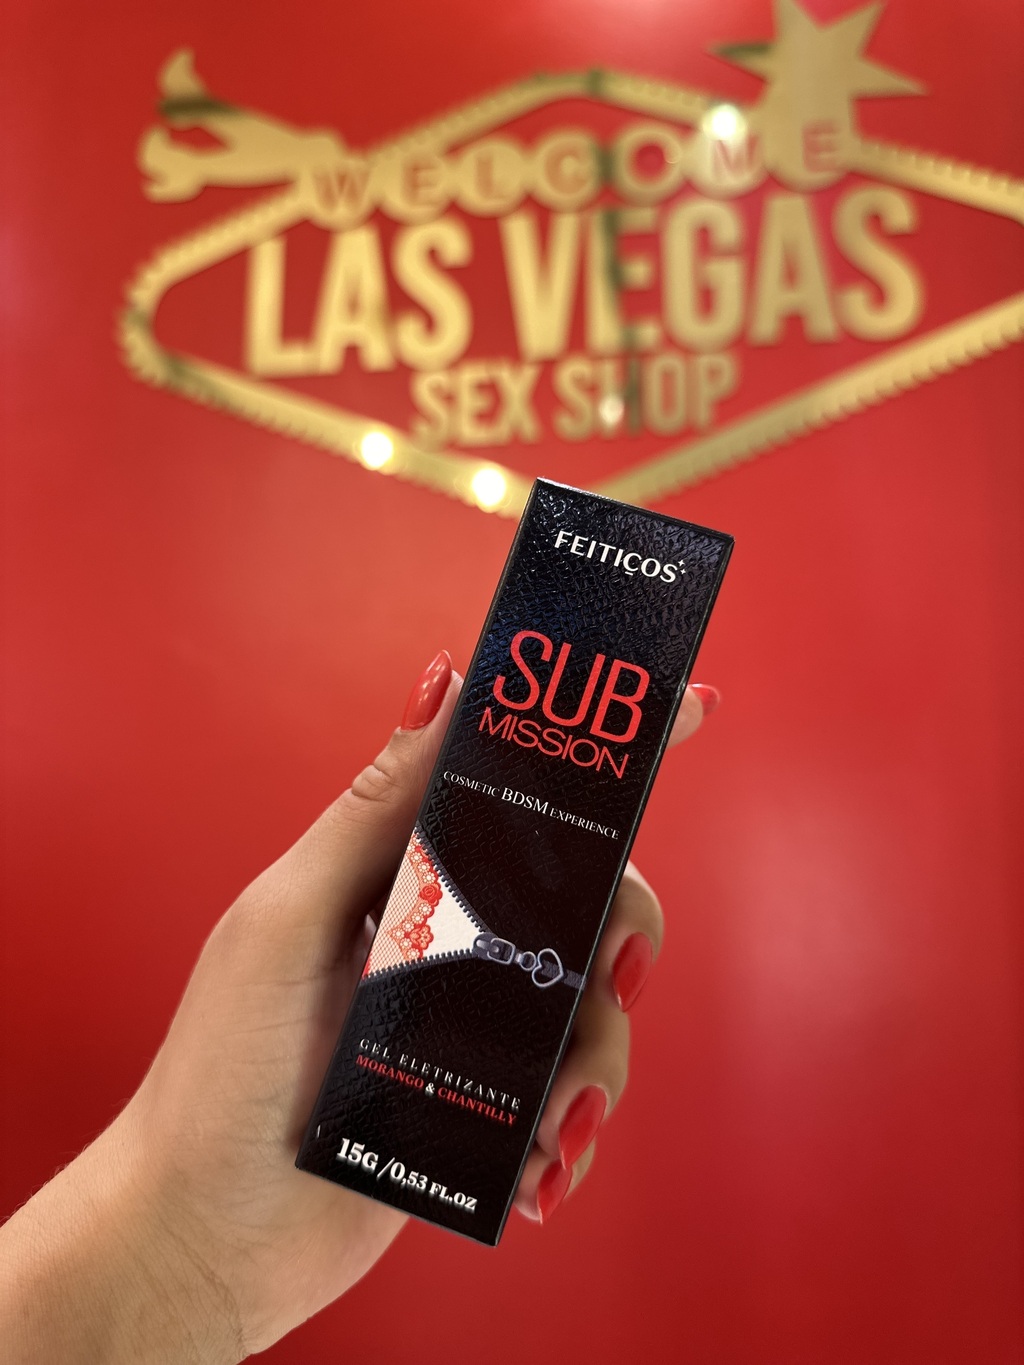 WELCOME
LAS VEGAS
SEX SHOP
FEITIÇOS
SUB
MISSION
COSMETIC BDSM EXPERIENCE
GEL ELETRIZANTE
MORANGO & CHANTILLY
15G /0,53 FL.OZ